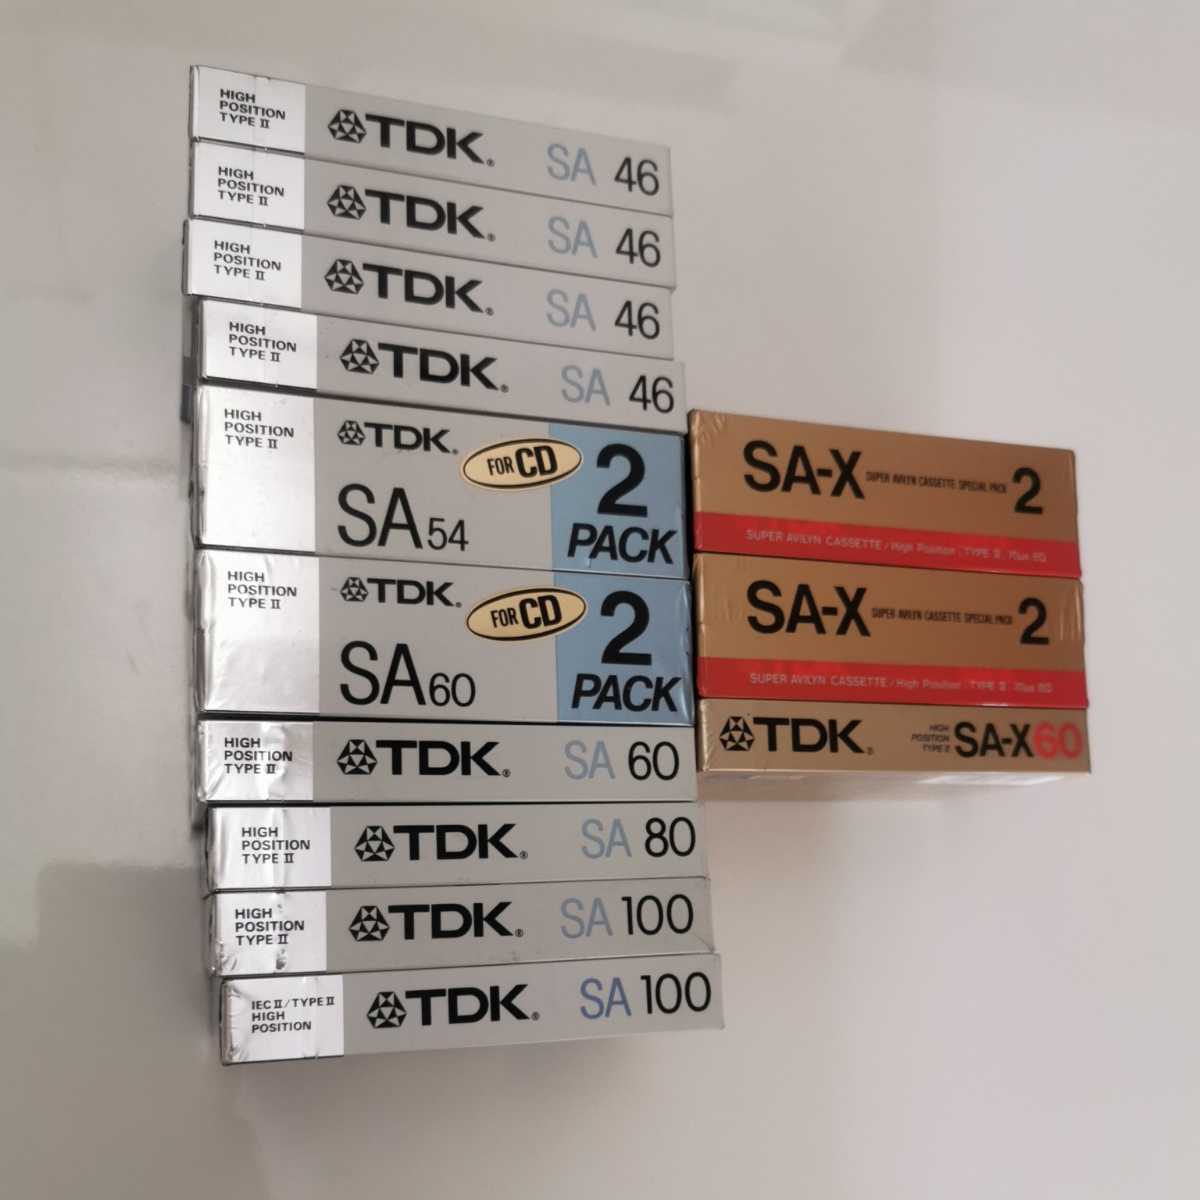 HIGH
POSITION
TYPE II
TDK®
SA 46
HIGH
POSITION
TYPE II
TDK®
SA 46
HIGH
POSITION
TYPE II
TDK®
SA 46
HIGH
POSITION
TYPE II
TDK®
SA 46
HIGH
POSITION
TYPE II
TDK®
FOR CD
SA 54
2
PACK
HIGH
POSITION
TYPE II
TDK®
FOR CD
SA 60
2
PACK
HIGH
POSITION
TYPE II
TDK®
SA 60
HIGH
POSITION
TYPE II
TDK®
SA 80
HIGH
POSITION
TYPE II
TDK®
SA 100
IEC II/TYPE II
HIGH
POSITION
TDK®
SA 100
SA-X SUPER AVILYN CASSETTE SPECIAL PACK 2
SUPER AVILYN CASSETTE/High Position : TYPE II
SA-X SUPER AVILYN CASSETTE SPECIAL PACK 2
SUPER AVILYN CASSETTE/High Position : TYPE II
TDK®
HIGH
POSITION
TYPE II
SA-X 60